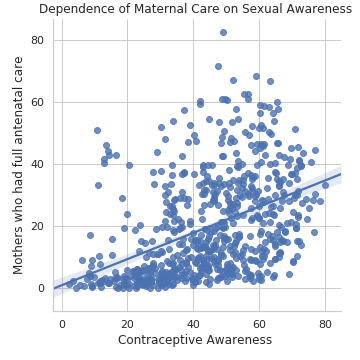 Dependence of Maternal Care on Sexual Awareness
Mothers who had full antenatal care
80
60
40
20
0
0 20 40 60 80
Contraceptive Awareness